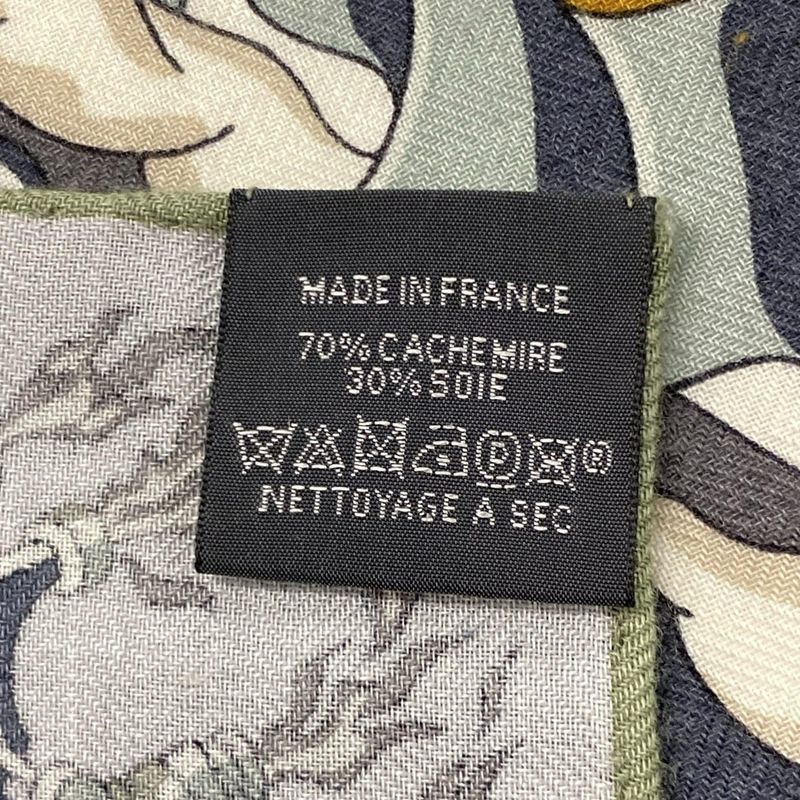 MADE IN FRANCE
70% CACHEMIRE
30% SOIE
P ®
NETTOYAGE A SEC